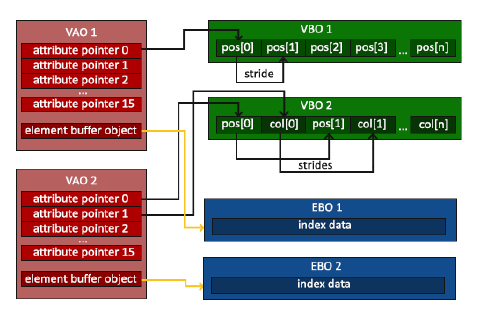 VAO 1
attribute pointer 0
attribute pointer 1
attribute pointer 2
...
attribute pointer 15
element buffer object
VBO 1
pos[0] pos[1] pos[2] pos[3] ... pos[n]
stride
VBO 2
pos[0] col[0] pos[1] col[1] ... col[n]
strides
VAO 2
attribute pointer 0
attribute pointer 1
attribute pointer 2
...
attribute pointer 15
element buffer object
EBO 1
index data
EBO 2
index data